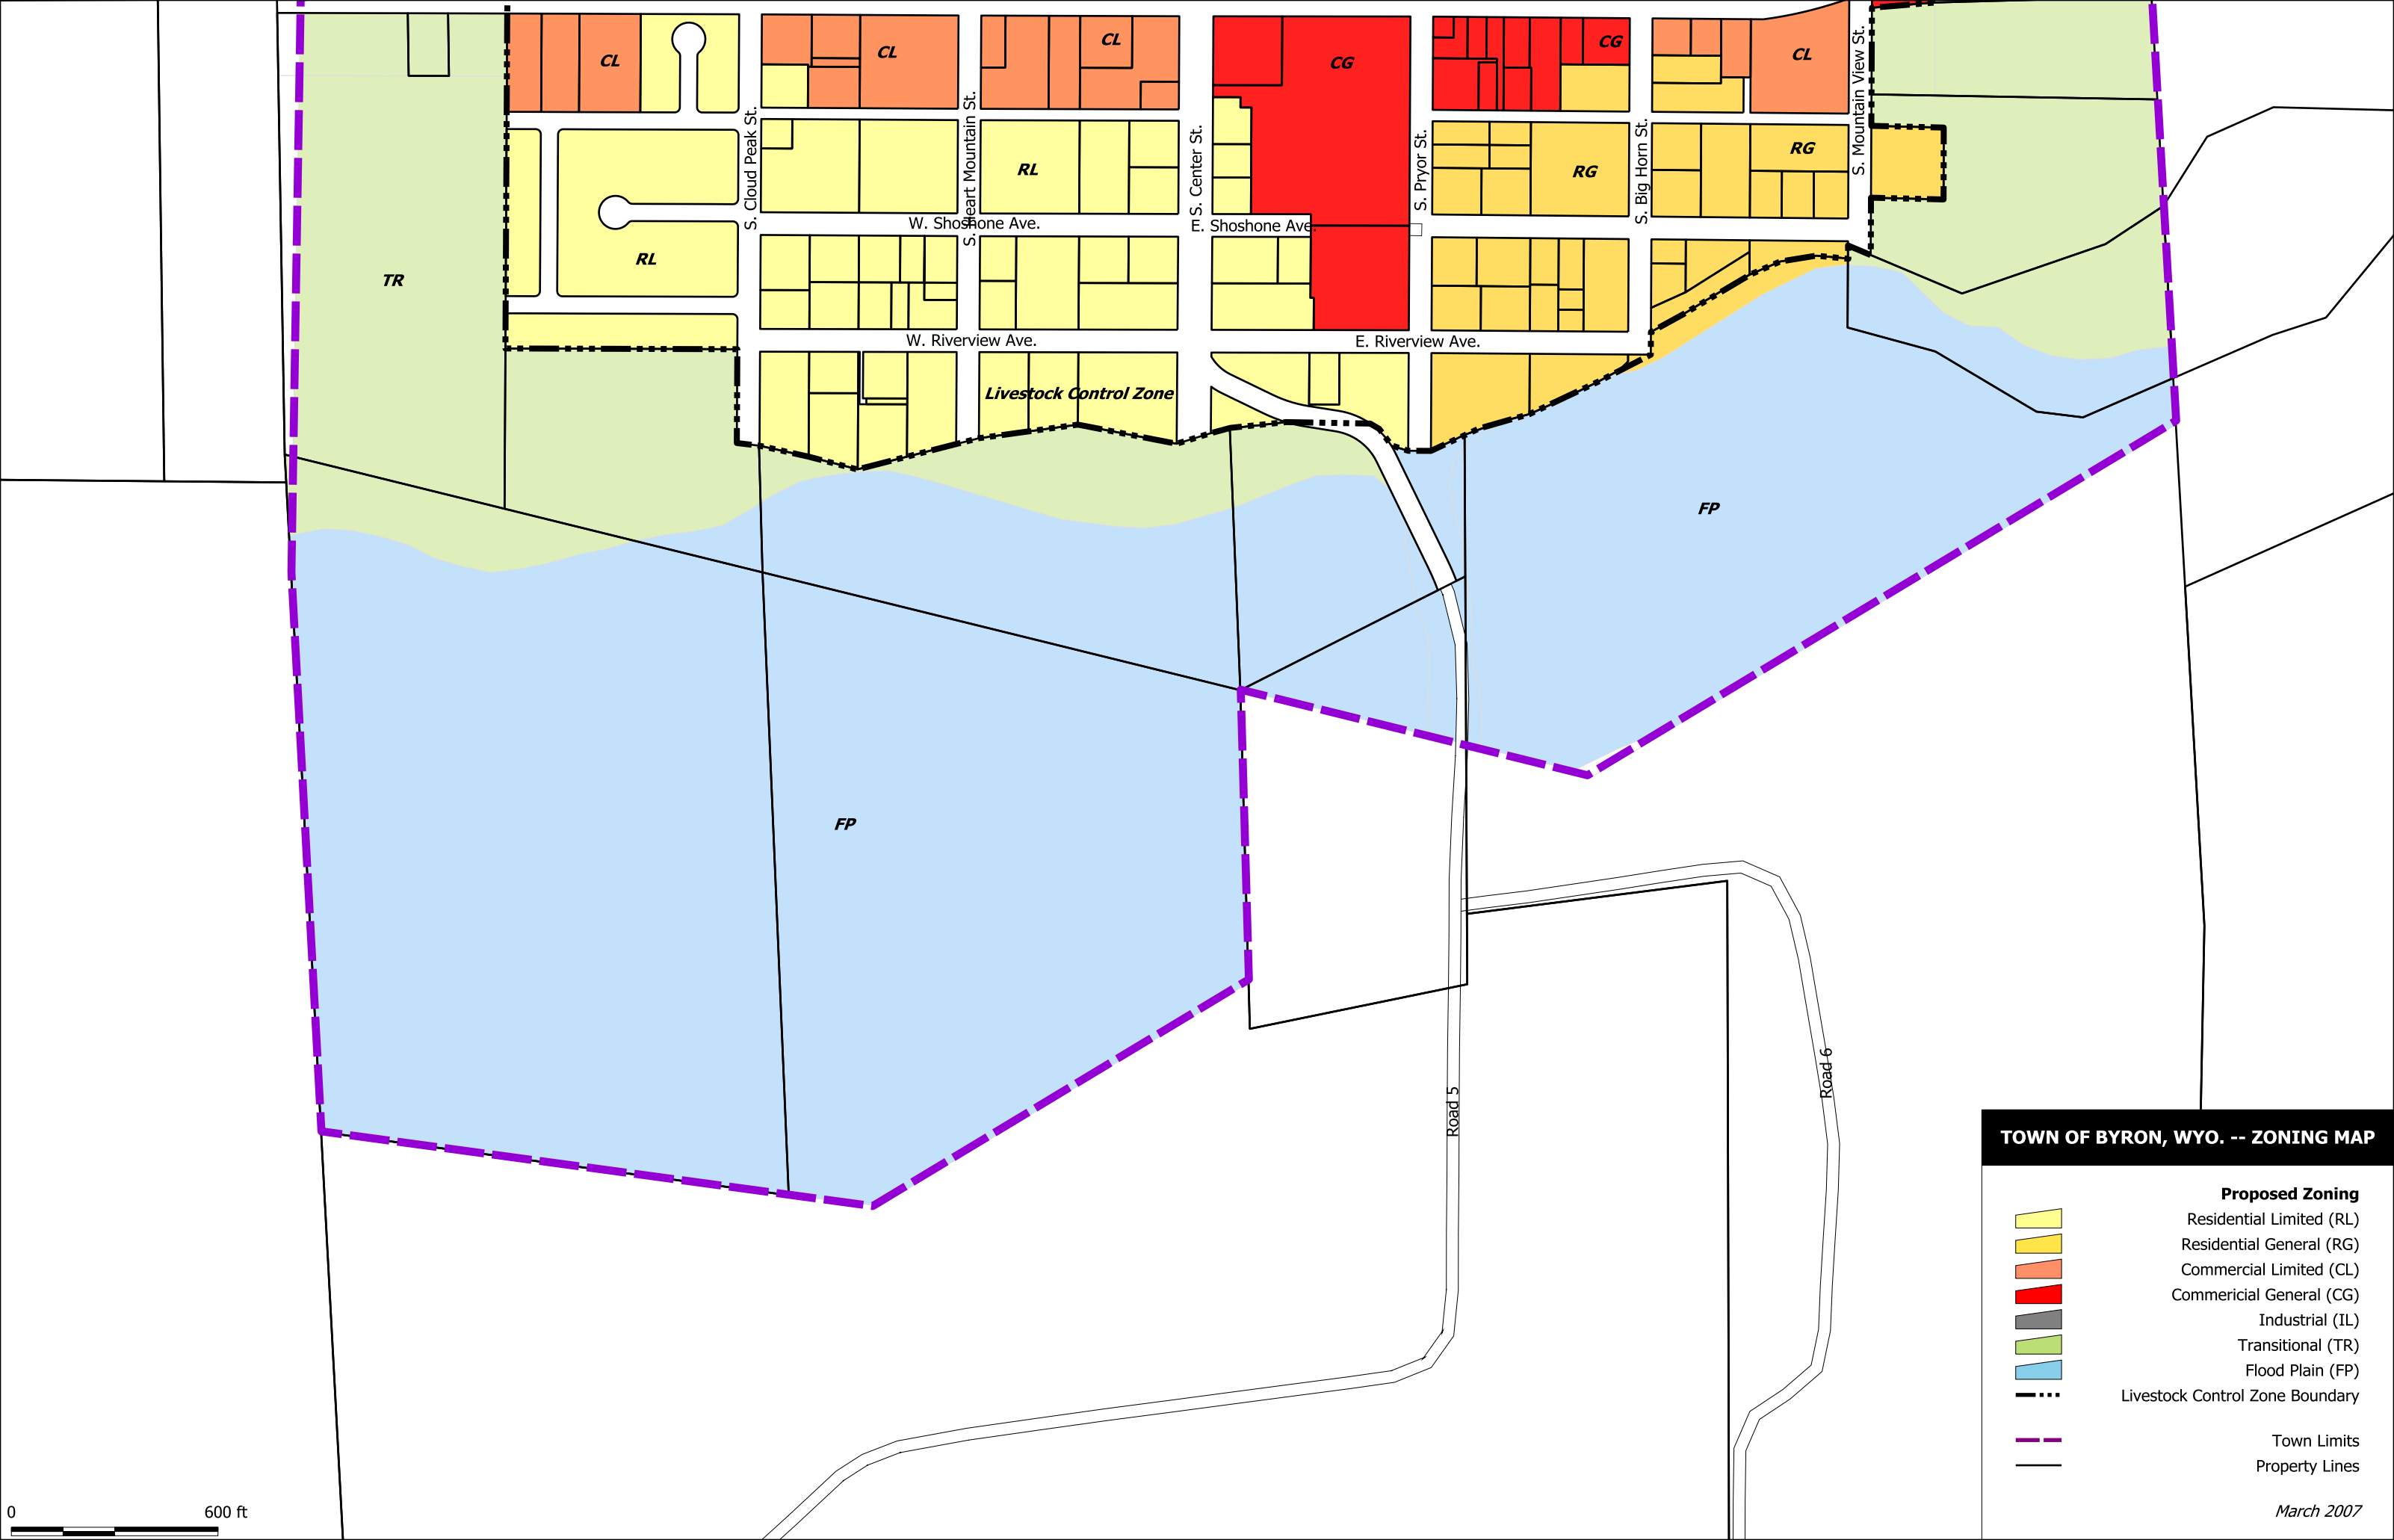 CL
CL
CL
CG
CG
CL
S. Mountain View St.
S. Cloud Peak St.
S. Heart Mountain St.
S. Center St.
S. Pryor St.
S. Big Horn St.
RL
RG
RG
W. Shoshone Ave.
E. Shoshone Ave.
RL
TR
W. Riverview Ave.
E. Riverview Ave.
Livestock Control Zone
FP
FP
Road 5
Road 6
TOWN OF BYRON, WYO. -- ZONING MAP
Proposed Zoning
Residential Limited (RL)
Residential General (RG)
Commercial Limited (CL)
Commericial General (CG)
Industrial (IL)
Transitional (TR)
Flood Plain (FP)
Livestock Control Zone Boundary
Town Limits
Property Lines
March 2007
0 600 ft